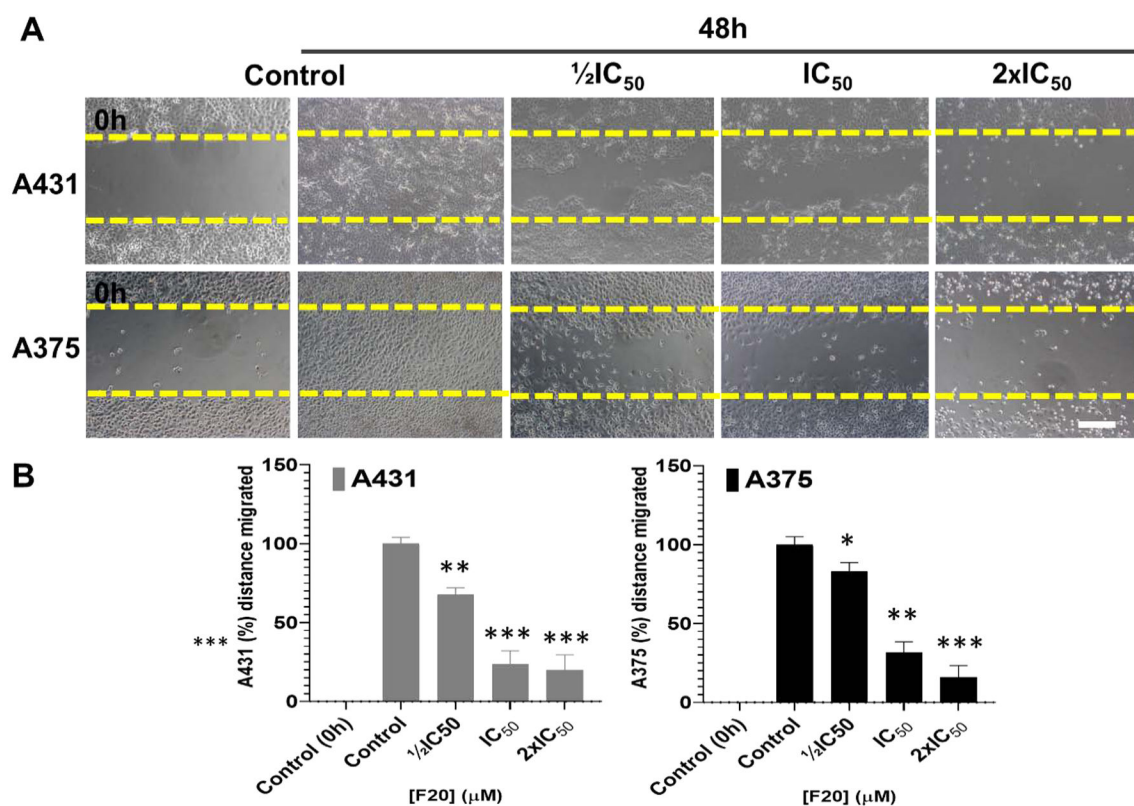 A
48h
Control
½IC₅₀
IC₅₀
2xIC₅₀
0h
A431
0h
A375
B
A431
A431 (%) distance migrated
150
100
50
0
**
***
***
***
Control (0h)
Control
½IC50
IC₅₀
2xIC₅₀
[F20] (µM)
A375
A375 (%) distance migrated
150
100
50
0
*
**
***
Control (0h)
Control
½IC50
IC₅₀
2xIC₅₀
[F20] (µM)